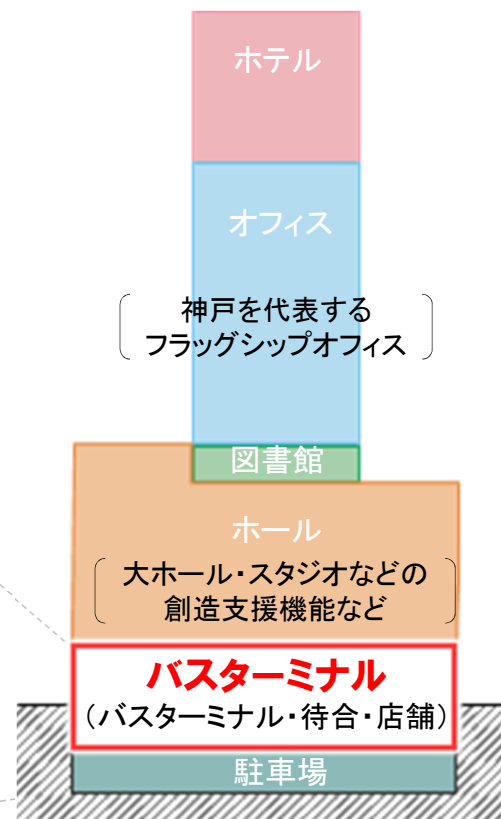 ホテル
オフィス
神戸を代表する
フラッグシップオフィス
図書館
ホール
大ホール・スタジオなどの
創造支援機能など
バスターミナル
（バスターミナル・待合・店舗）
駐車場